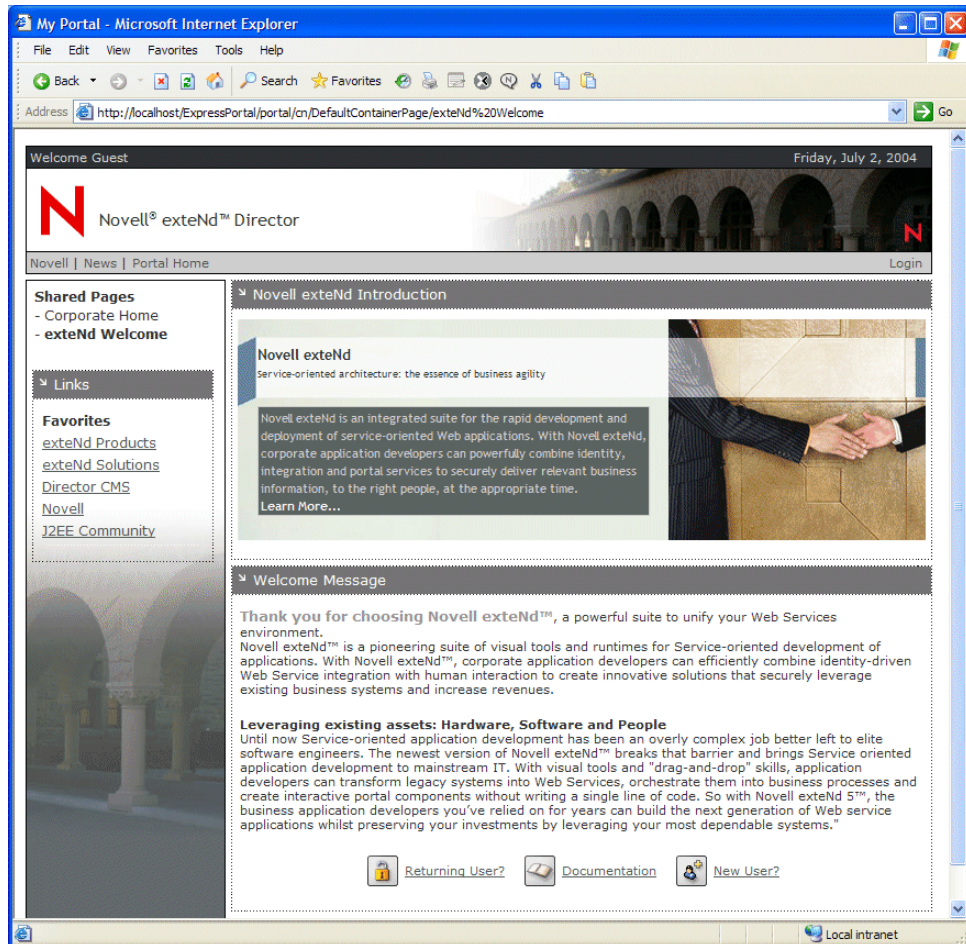 My Portal - Microsoft Internet Explorer
File Edit View Favorites Tools Help
Back Search Favorites
Address http://localhost/ExpressPortal/portal/cn/DefaultContainerPage/exteNd%20Welcome Go
Welcome Guest Friday, July 2, 2004
N Novell® exteNd™ Director N
Novell | News | Portal Home Login
Shared Pages
- Corporate Home
- exteNd Welcome
Links
Favorites
exteNd Products
exteNd Solutions
Director CMS
Novell
J2EE Community
Novell exteNd Introduction
Novell exteNd
Service-oriented architecture: the essence of business agility
Novell exteNd is an integrated suite for the rapid development and
deployment of service-oriented Web applications. With Novell exteNd,
corporate application developers can powerfully combine identity,
integration and portal services to securely deliver relevant business
information, to the right people, at the appropriate time.
Learn More...
Welcome Message
Thank you for choosing Novell exteNd™, a powerful suite to unify your Web Services
environment.
Novell exteNd™ is a pioneering suite of visual tools and runtimes for Service-oriented development of
applications. With Novell exteNd™, corporate application developers can efficiently combine identity-driven
Web Service integration with human interaction to create innovative solutions that securely leverage
existing business systems and increase revenues.
Leveraging existing assets: Hardware, Software and People
Until now Service-oriented application development has been an overly complex job better left to elite
software engineers. The newest version of Novell exteNd™ breaks that barrier and brings Service oriented
application development to mainstream IT. With visual tools and "drag-and-drop" skills, application
developers can transform legacy systems into Web Services, orchestrate them into business processes and
create interactive portal components without writing a single line of code. So with Novell exteNd 5™, the
business application developers you've relied on for years can build the next generation of Web service
applications whilst preserving your investments by leveraging your most dependable systems."
Returning User? Documentation New User?
Local intranet